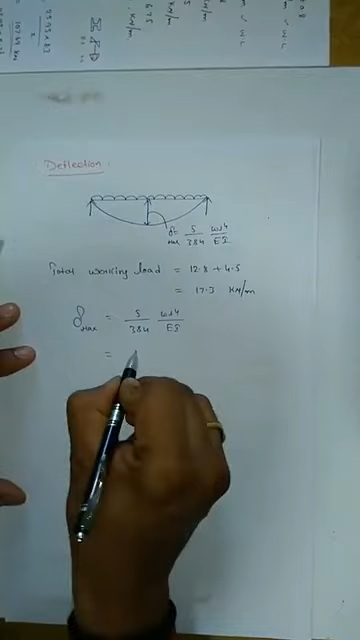 Deflection :
δmax = 5/384 wl4/EI
Total working load = 12.8 + 4.5
= 17.3 KN/m
δmax = 5/384 wl4/EI
=